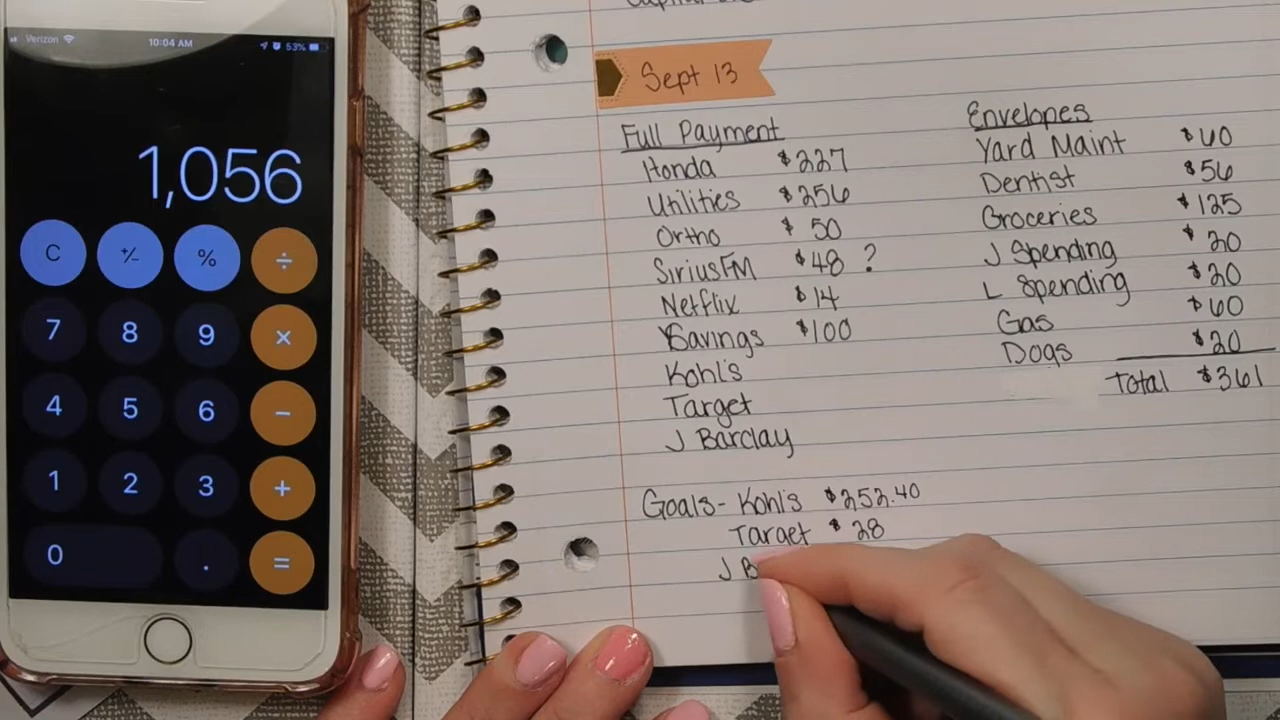 Verizon 10:04 AM 53%
1,056
C +/- % ÷
7 8 9 ×
4 5 6 −
1 2 3 +
0 . =
Sept 13
Full Payment
Honda $227
Utilities $256
Ortho $50
SiriusFM $48 ?
Netflix $14
Savings $100
Kohl's
Target
J Barclay
Goals - Kohl's $252.40
Target $28
J B
Envelopes
Yard Maint $60
Dentist $56
Groceries $125
J Spending $20
L Spending $20
Gas $60
Dogs $20
Total $361